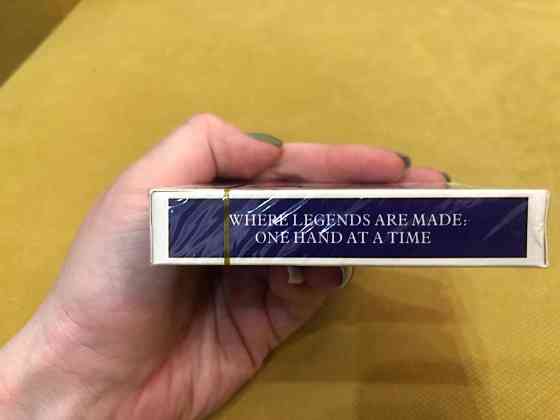 WHERE LEGENDS ARE MADE:
ONE HAND AT A TIME